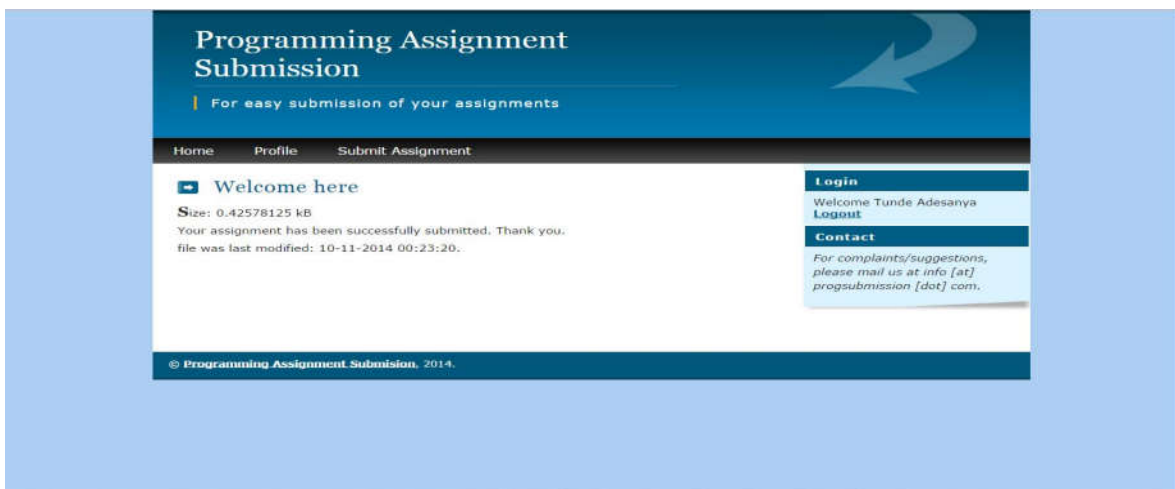 Programming Assignment
Submission
For easy submission of your assignments
Home Profile Submit Assignment
Welcome here
Size: 0.42578125 kB
Your assignment has been successfully submitted. Thank you.
file was last modified: 10-11-2014 00:23:20.
Login
Welcome Tunde Adesanya
Logout
Contact
For complaints/suggestions,
please mail us at info [at]
progsubmission [dot] com.
© Programming Assignment Submision, 2014.